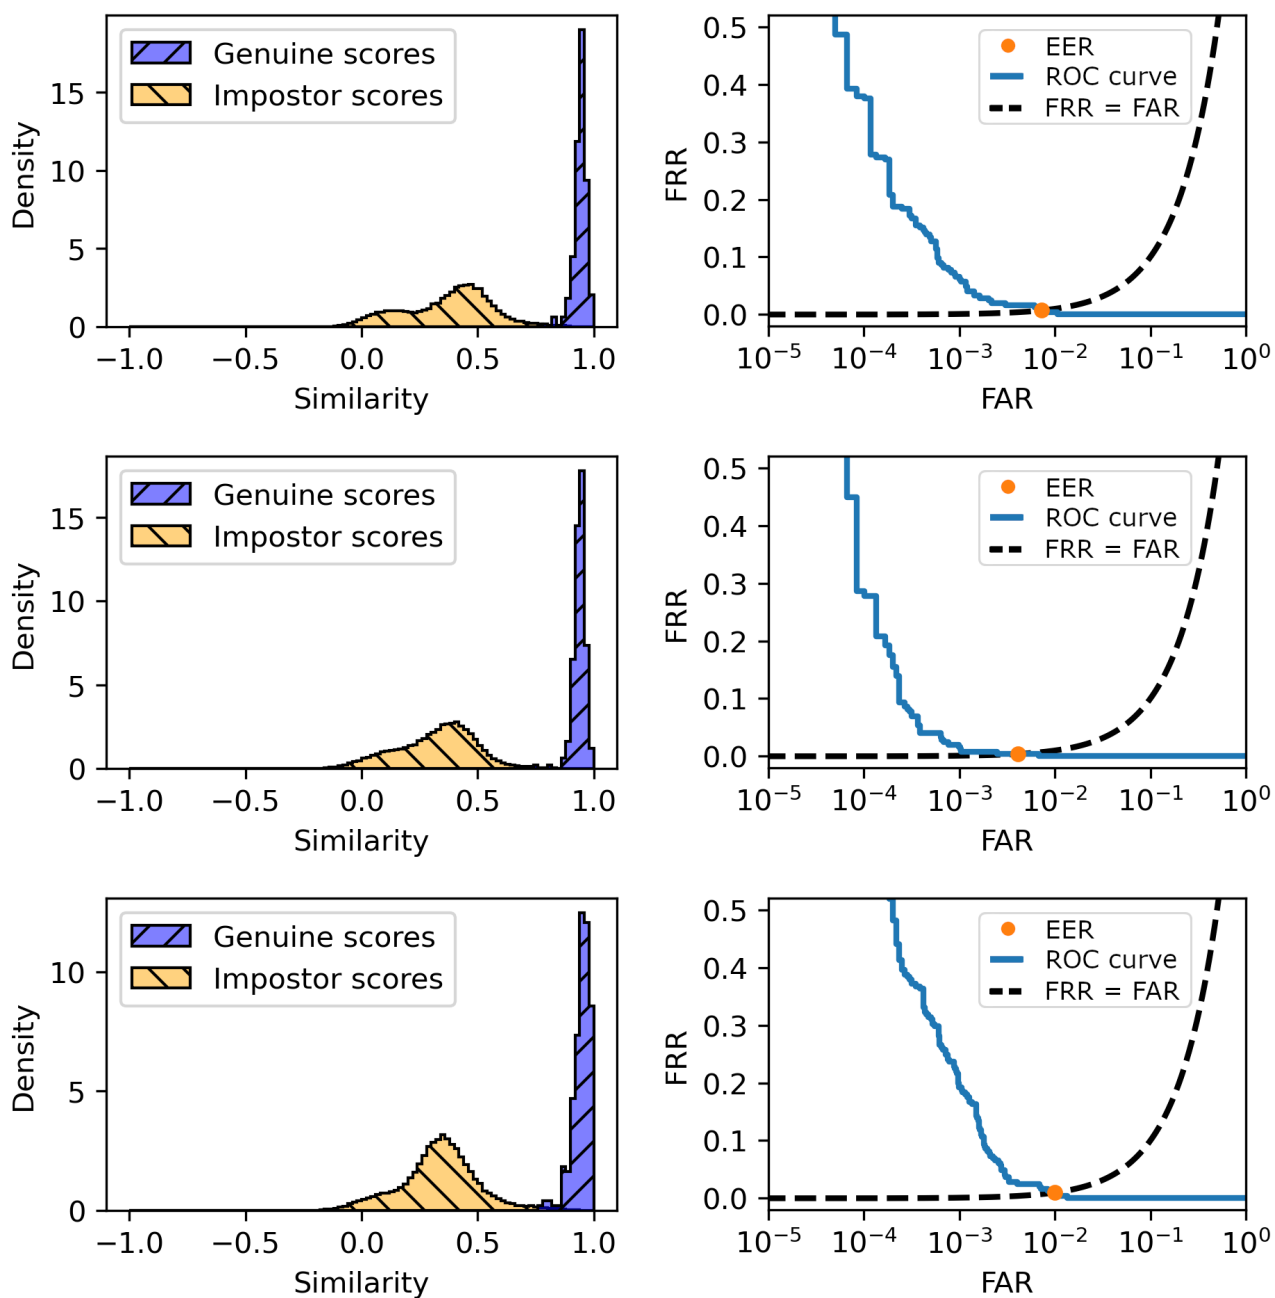 Genuine scores
Impostor scores
15
10
5
0
Density
−1.0 −0.5 0.0 0.5 1.0
Similarity
EER
ROC curve
FRR = FAR
0.5
0.4
0.3
0.2
0.1
0.0
FRR
10⁻⁵ 10⁻⁴ 10⁻³ 10⁻² 10⁻¹ 10⁰
FAR
Genuine scores
Impostor scores
15
10
5
0
Density
−1.0 −0.5 0.0 0.5 1.0
Similarity
EER
ROC curve
FRR = FAR
0.5
0.4
0.3
0.2
0.1
0.0
FRR
10⁻⁵ 10⁻⁴ 10⁻³ 10⁻² 10⁻¹ 10⁰
FAR
Genuine scores
Impostor scores
10
5
0
Density
−1.0 −0.5 0.0 0.5 1.0
Similarity
EER
ROC curve
FRR = FAR
0.5
0.4
0.3
0.2
0.1
0.0
FRR
10⁻⁵ 10⁻⁴ 10⁻³ 10⁻² 10⁻¹ 10⁰
FAR